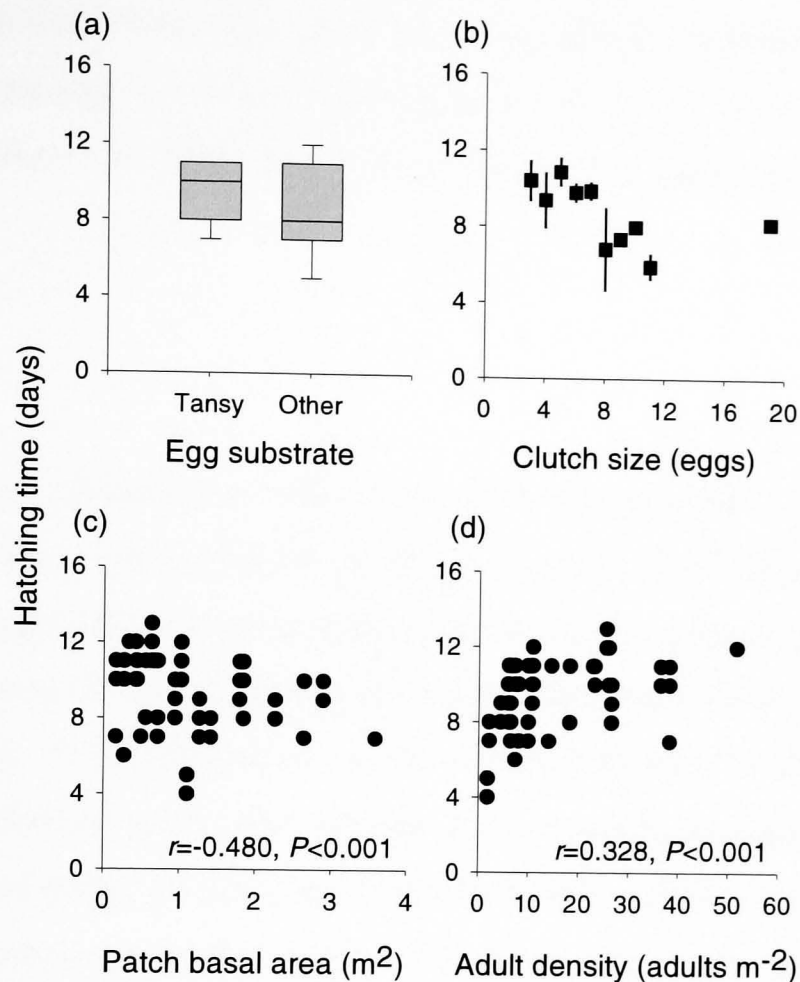 (a)
16
12
8
4
0
Tansy Other
Egg substrate
(b)
16
12
8
4
0
0 4 8 12 16 20
Clutch size (eggs)
Hatching time (days)
(c)
16
12
8
4
0
r=-0.480, P<0.001
0 1 2 3 4
Patch basal area (m²)
(d)
16
12
8
4
0
r=0.328, P<0.001
0 10 20 30 40 50 60
Adult density (adults m⁻²)